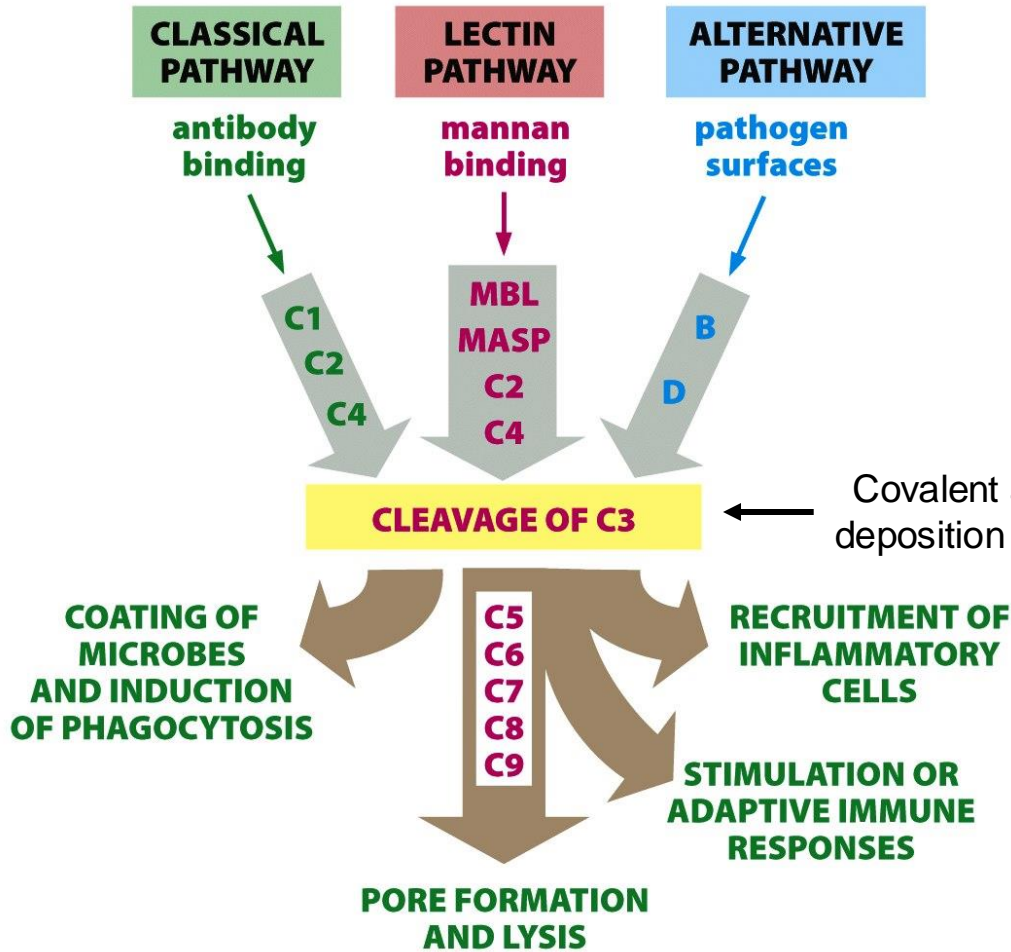 CLASSICAL
PATHWAY
LECTIN
PATHWAY
ALTERNATIVE
PATHWAY
antibody
binding
mannan
binding
pathogen
surfaces
C1
C2
C4
MBL
MASP
C2
C4
B
D
CLEAVAGE OF C3
Covalent
deposition
COATING OF
MICROBES
AND INDUCTION
OF PHAGOCYTOSIS
C5
C6
C7
C8
C9
RECRUITMENT OF
INFLAMMATORY
CELLS
STIMULATION OR
ADAPTIVE IMMUNE
RESPONSES
PORE FORMATION
AND LYSIS